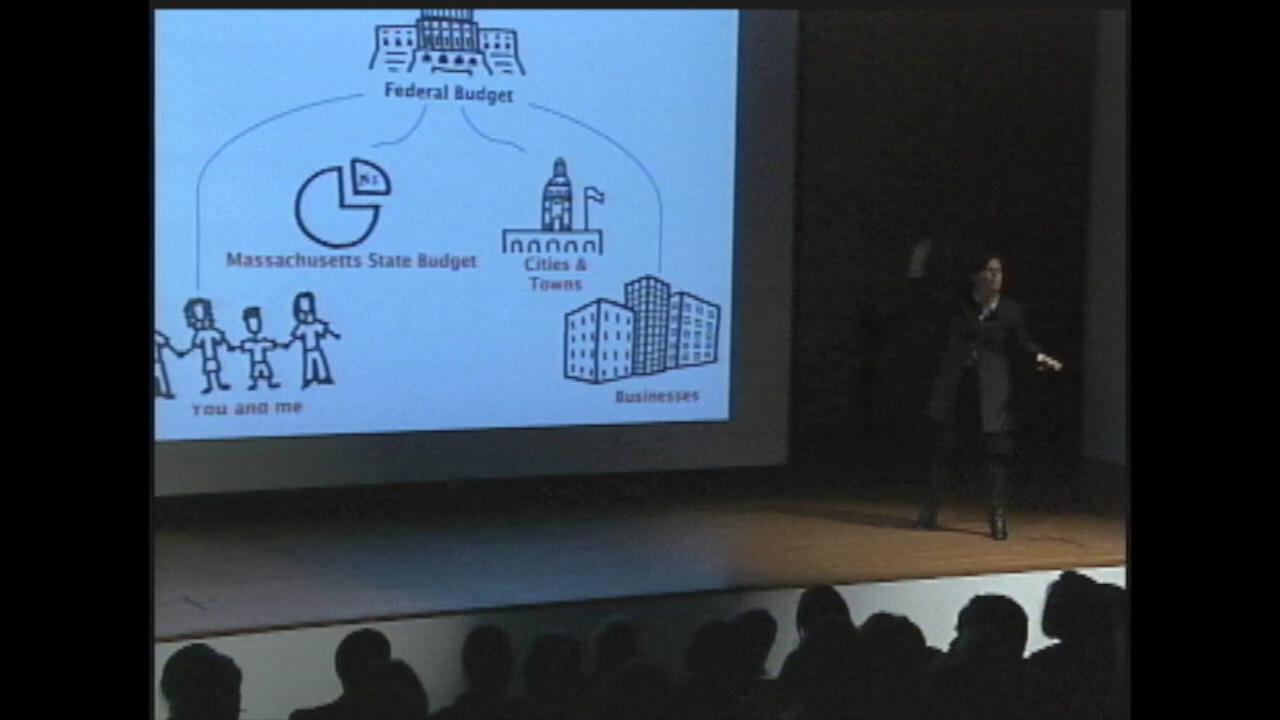 Federal Budget
Massachusetts State Budget
Cities &
Towns
Businesses
You and me